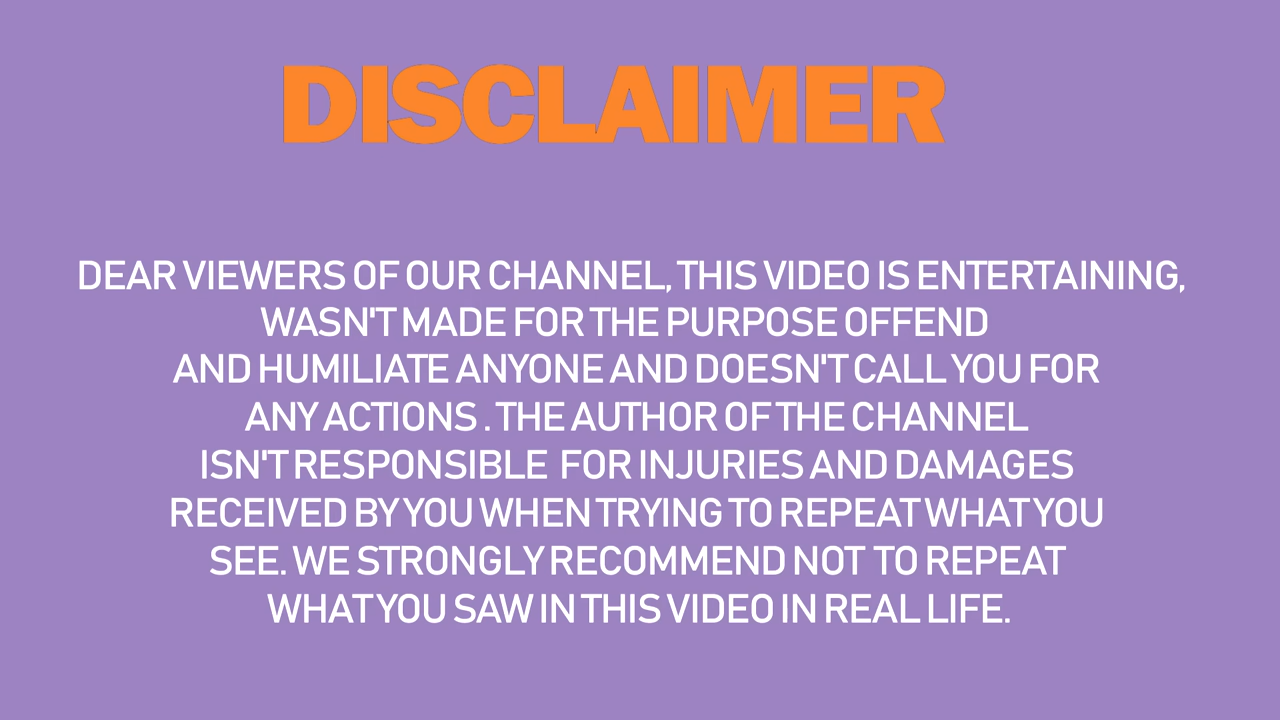 DISCLAIMER
DEAR VIEWERS OF OUR CHANNEL, THIS VIDEO IS ENTERTAINING,
WASN'T MADE FOR THE PURPOSE OFFEND
AND HUMILIATE ANYONE AND DOESN'T CALL YOU FOR
ANY ACTIONS . THE AUTHOR OF THE CHANNEL
ISN'T RESPONSIBLE FOR INJURIES AND DAMAGES
RECEIVED BY YOU WHEN TRYING TO REPEAT WHAT YOU
SEE. WE STRONGLY RECOMMEND NOT TO REPEAT
WHAT YOU SAW IN THIS VIDEO IN REAL LIFE.